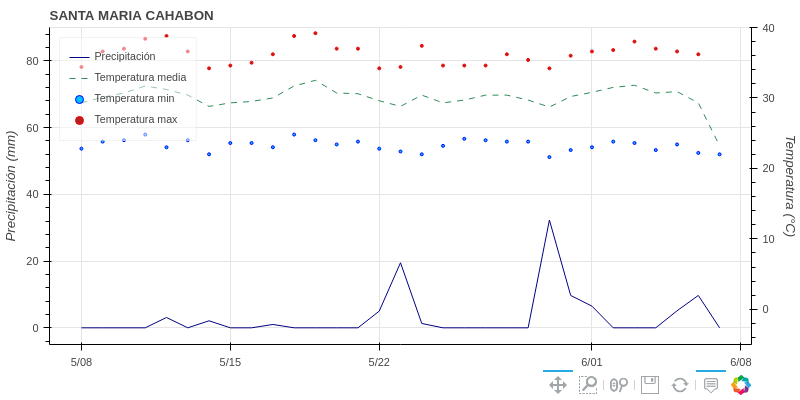 SANTA MARIA CAHABON
Precipitación
Temperatura media
Temperatura min
Temperatura max
Precipitación (mm)
80
60
40
20
0
Temperatura (°C)
40
30
20
10
0
5/08 5/15 5/22 6/01 6/08